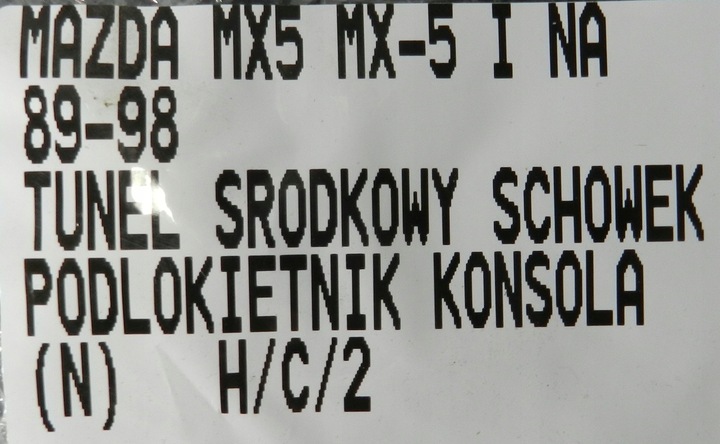 MAZDA MX5 MX-5 I NA
89-98
TUNEL SRODKOWY SCHOWEK
PODLOKIETNIK KONSOLA
(N) H/C/2